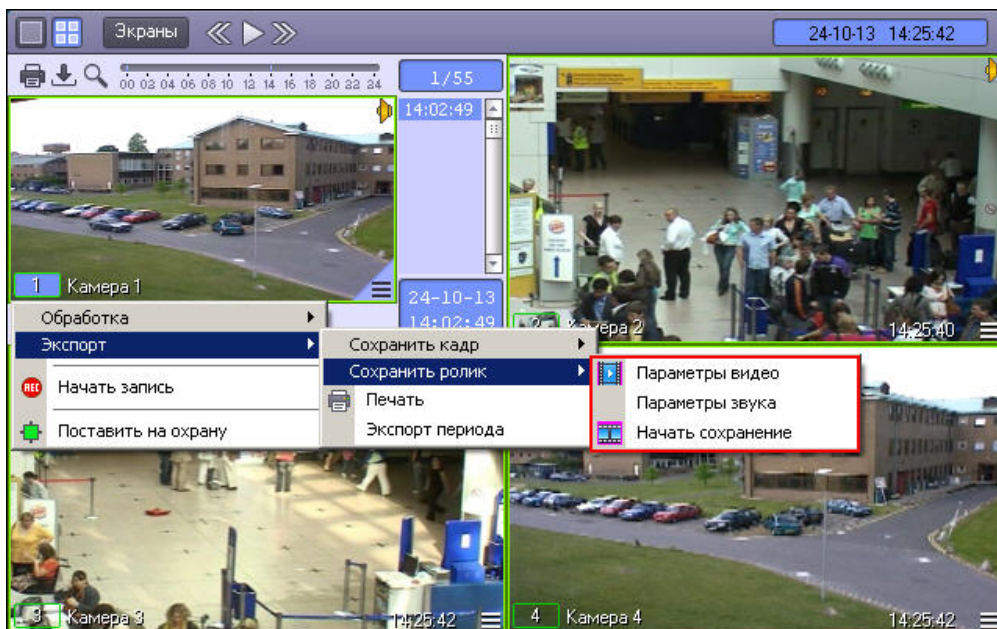 Экраны
24-10-13 14:25:42
00 02 04 06 08 10 12 14 16 18 20 22 24
1/55
14:02:49
1 Камера 1
24-10-13
14:02:49
2 Камера 2
14:25:40
Обработка
Экспорт
REC Начать запись
Поставить на охрану
Сохранить кадр
Сохранить ролик
Печать
Экспорт периода
Параметры видео
Параметры звука
Начать сохранение
3 Камера 3
14:25:42
4 Камера 4
14:25:42